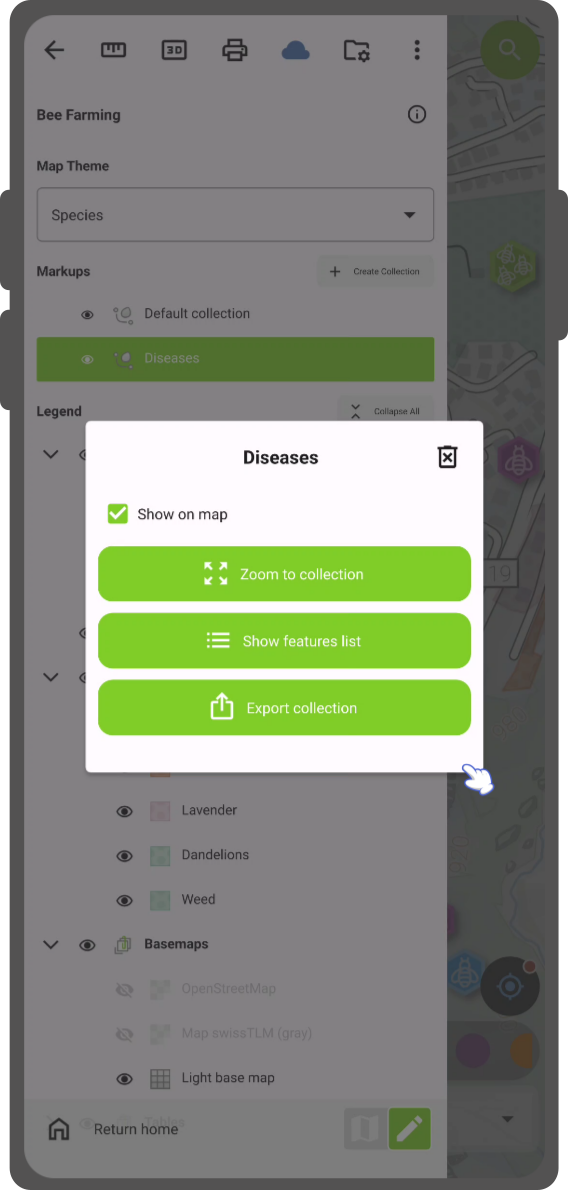 3D
Bee Farming
Map Theme
Species
Markups
Create Collection
Default collection
Diseases
Legend
Collapse All
Diseases
Show on map
Zoom to collection
19
Show features list
Export collection
Lavender
Dandelions
Weed
Basemaps
OpenStreetMap
Map swissTLM (gray)
Light base map
Tables
Return home